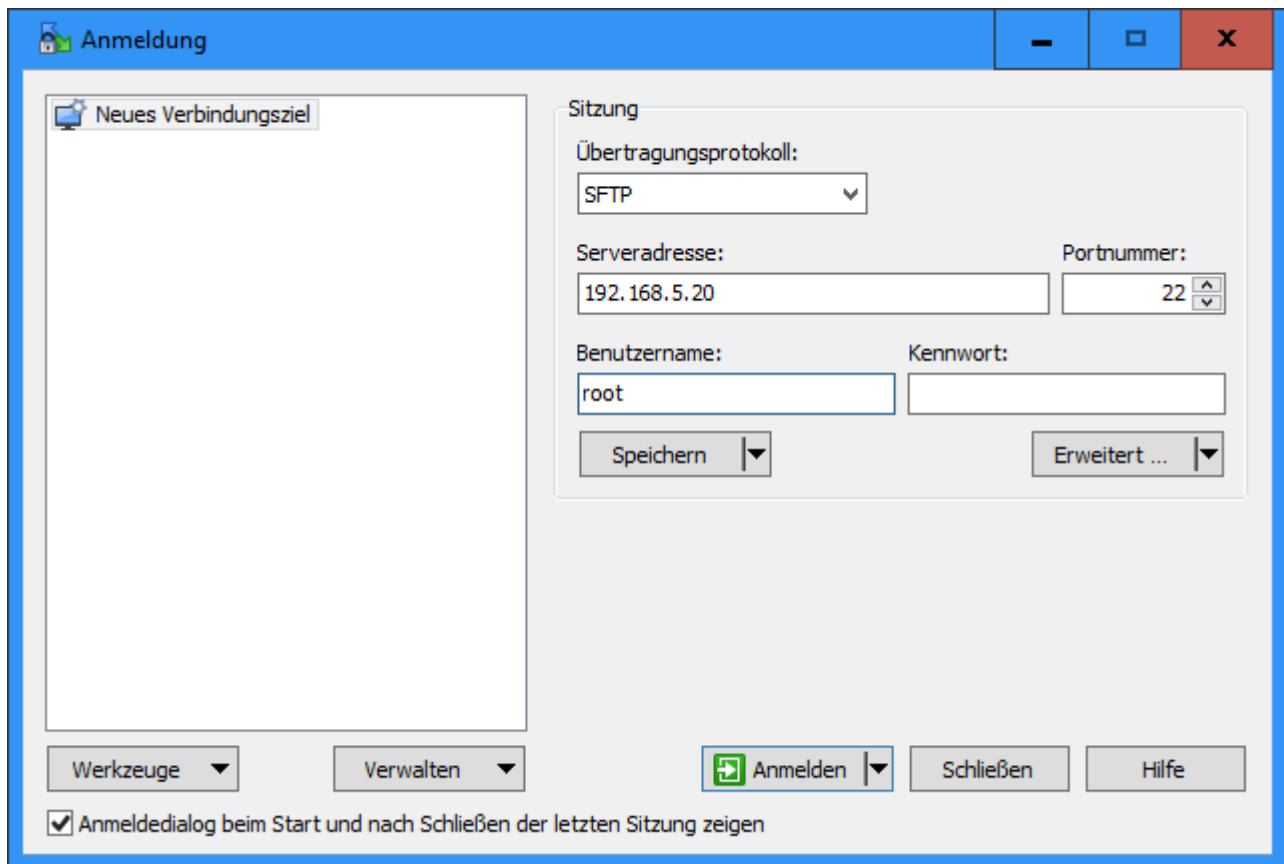 Anmeldung
Neues Verbindungsziel
Sitzung
Übertragungsprotokoll:
SFTP
Serveradresse: Portnummer:
192.168.5.20 22
Benutzername: Kennwort:
root
Speichern Erweitert ...
Werkzeuge Verwalten Anmelden Schließen Hilfe
Anmeldedialog beim Start und nach Schließen der letzten Sitzung zeigen